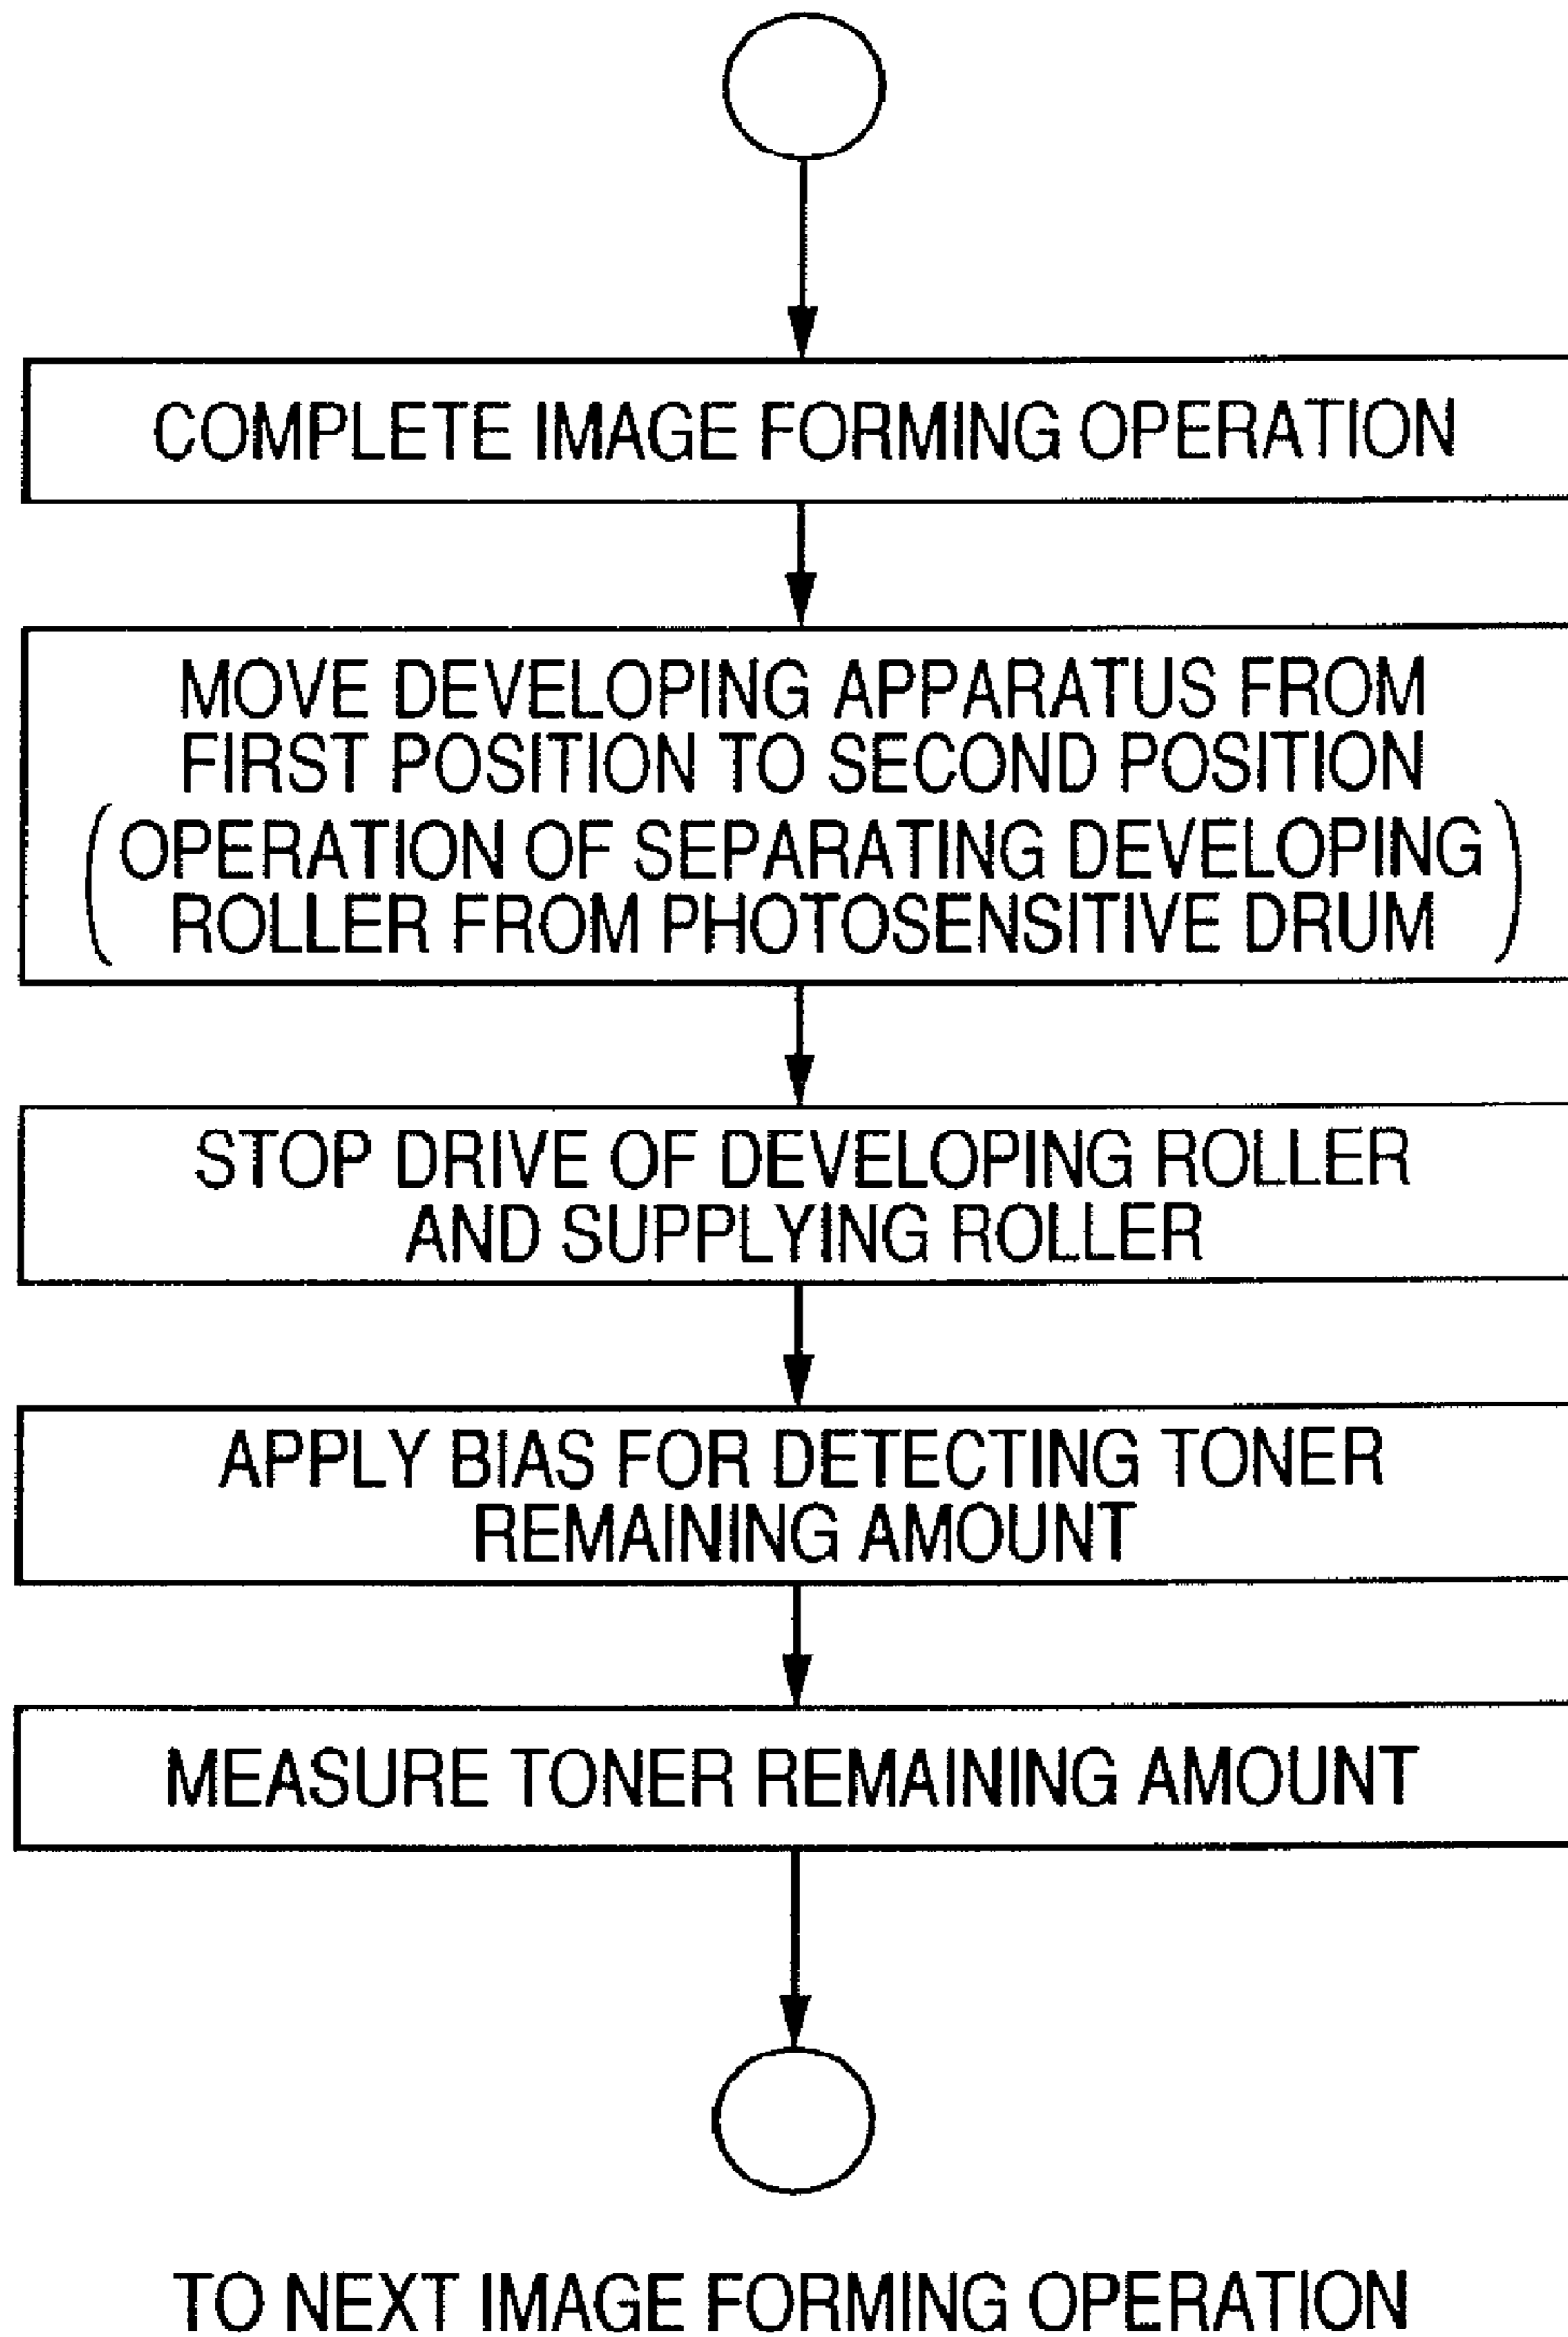 COMPLETE IMAGE FORMING OPERATION
MOVE DEVELOPING APPARATUS FROM
FIRST POSITION TO SECOND POSITION
(OPERATION OF SEPARATING DEVELOPING
ROLLER FROM PHOTOSENSITIVE DRUM)
STOP DRIVE OF DEVELOPING ROLLER
AND SUPPLYING ROLLER
APPLY BIAS FOR DETECTING TONER
REMAINING AMOUNT
MEASURE TONER REMAINING AMOUNT
TO NEXT IMAGE FORMING OPERATION